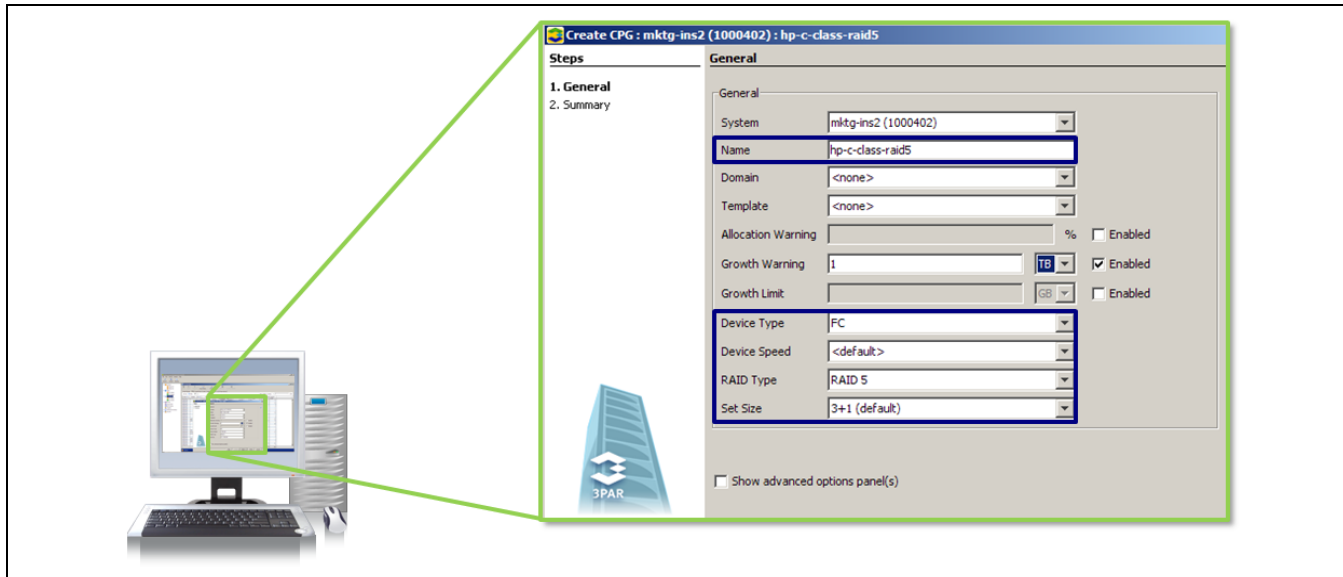 Create CPG : mktg-ins2 (1000402) : hp-c-class-raid5
Steps
General
1. General
2. Summary
General
System mktg-ins2 (1000402)
Name hp-c-class-raid5
Domain <none>
Template <none>
Allocation Warning % Enabled
Growth Warning 1 TB Enabled
Growth Limit GB Enabled
Device Type FC
Device Speed <default>
RAID Type RAID 5
Set Size 3+1 (default)
Show advanced options panel(s)
3PAR